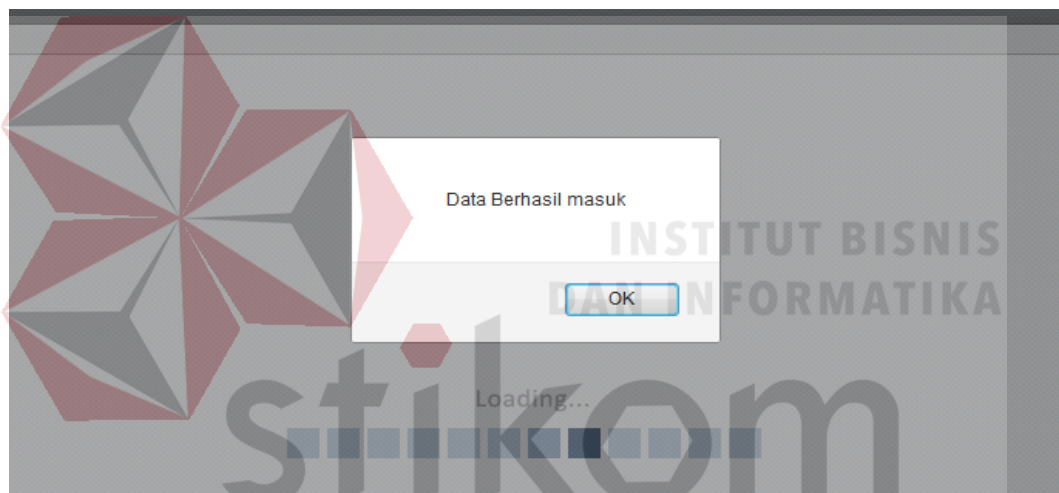 Data Berhasil masuk
INSTITUT BISNIS
OK
DAN INFORMATIKA
Loading...
stikom